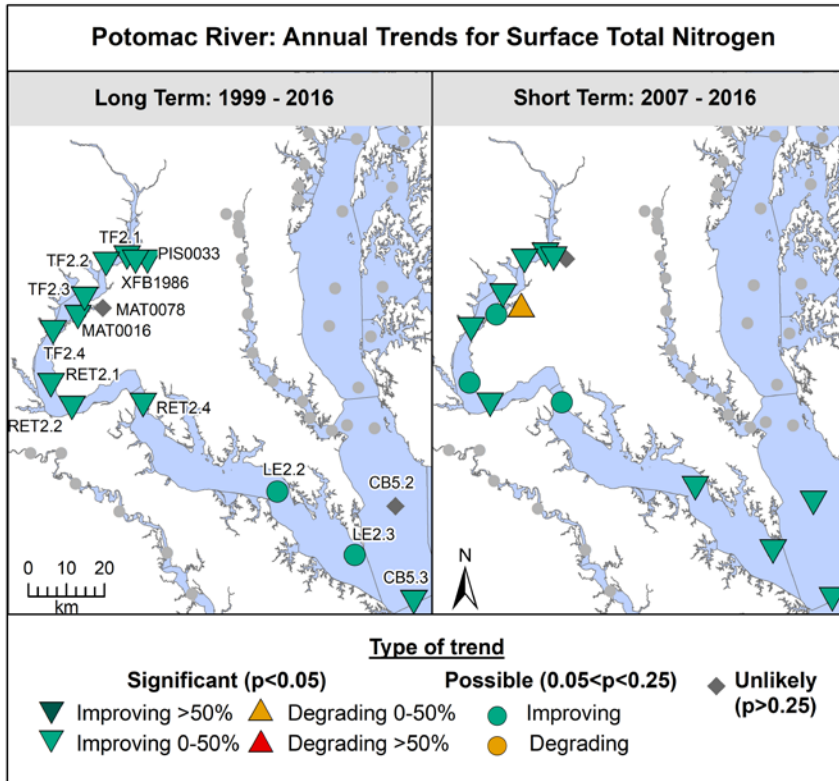 Potomac River: Annual Trends for Surface Total Nitrogen
Long Term: 1999 - 2016
Short Term: 2007 - 2016
TF2.1
PIS0033
TF2.2
XFB1986
TF2.3
MAT0078
MAT0016
TF2.4
RET2.1
RET2.4
RET2.2
LE2.2
CB5.2
LE2.3
CB5.3
0 10 20
km
N
Type of trend
Significant (p<0.05)
Possible (0.05<p<0.25)
Unlikely
(p>0.25)
Improving >50%
Degrading 0-50%
Improving
Improving 0-50%
Degrading >50%
Degrading